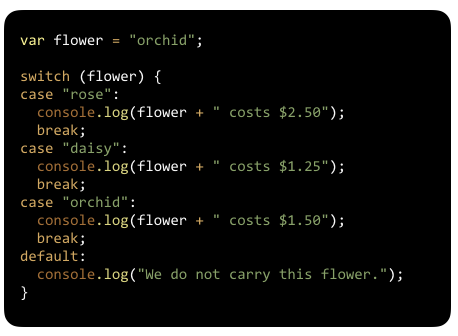 var flower = "orchid";

switch (flower) {
case "rose":
  console.log(flower + " costs $2.50");
  break;
case "daisy":
  console.log(flower + " costs $1.25");
  break;
case "orchid":
  console.log(flower + " costs $1.50");
  break;
default:
  console.log("We do not carry this flower.");
}